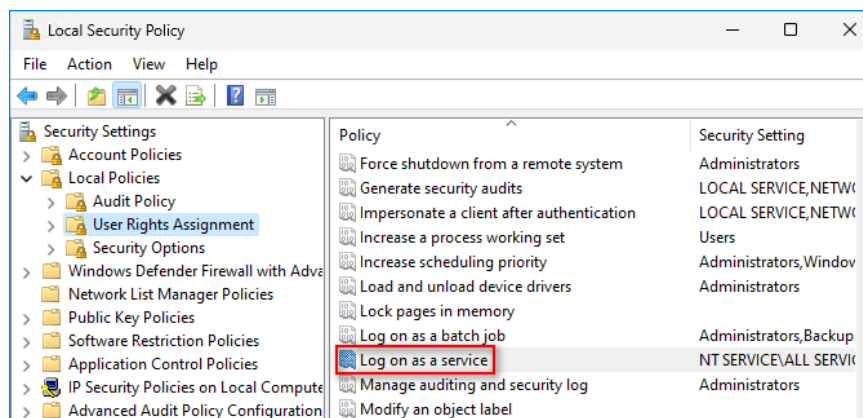 Local Security Policy
File Action View Help
Security Settings
Account Policies
Local Policies
Audit Policy
User Rights Assignment
Security Options
Windows Defender Firewall with Adva
Network List Manager Policies
Public Key Policies
Software Restriction Policies
Application Control Policies
IP Security Policies on Local Compute
Advanced Audit Policy Configuration
Policy Security Setting
Force shutdown from a remote system Administrators
Generate security audits LOCAL SERVICE,NETWO
Impersonate a client after authentication LOCAL SERVICE,NETWO
Increase a process working set Users
Increase scheduling priority Administrators,Window
Load and unload device drivers Administrators
Lock pages in memory
Log on as a batch job Administrators,Backup
Log on as a service NT SERVICE\ALL SERVIC
Manage auditing and security log Administrators
Modify an object label